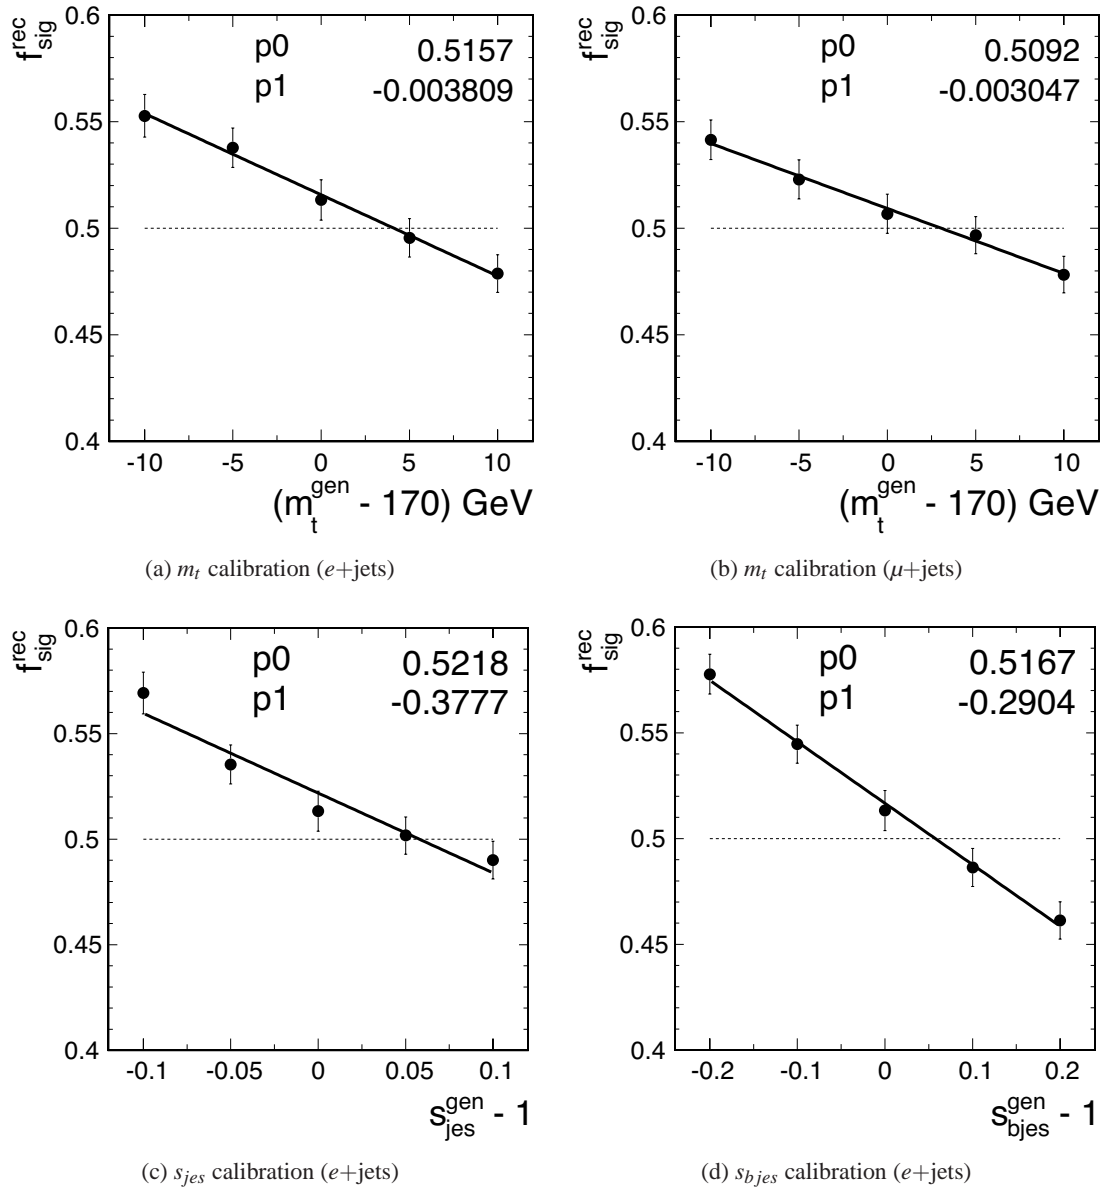 f_sig^rec
0.6
0.55
0.5
0.45
0.4
p0 0.5157
p1 -0.003809
-10 -5 0 5 10
(m_t^gen - 170) GeV
(a) m_t calibration (e+jets)
f_sig^rec
0.6
0.55
0.5
0.45
0.4
p0 0.5092
p1 -0.003047
-10 -5 0 5 10
(m_t^gen - 170) GeV
(b) m_t calibration (μ+jets)
f_sig^rec
0.6
0.55
0.5
0.45
0.4
p0 0.5218
p1 -0.3777
-0.1 -0.05 0 0.05 0.1
s_jes^gen - 1
(c) s_jes calibration (e+jets)
f_sig^rec
0.6
0.55
0.5
0.45
0.4
p0 0.5167
p1 -0.2904
-0.2 -0.1 0 0.1 0.2
s_bjes^gen - 1
(d) s_bjes calibration (e+jets)